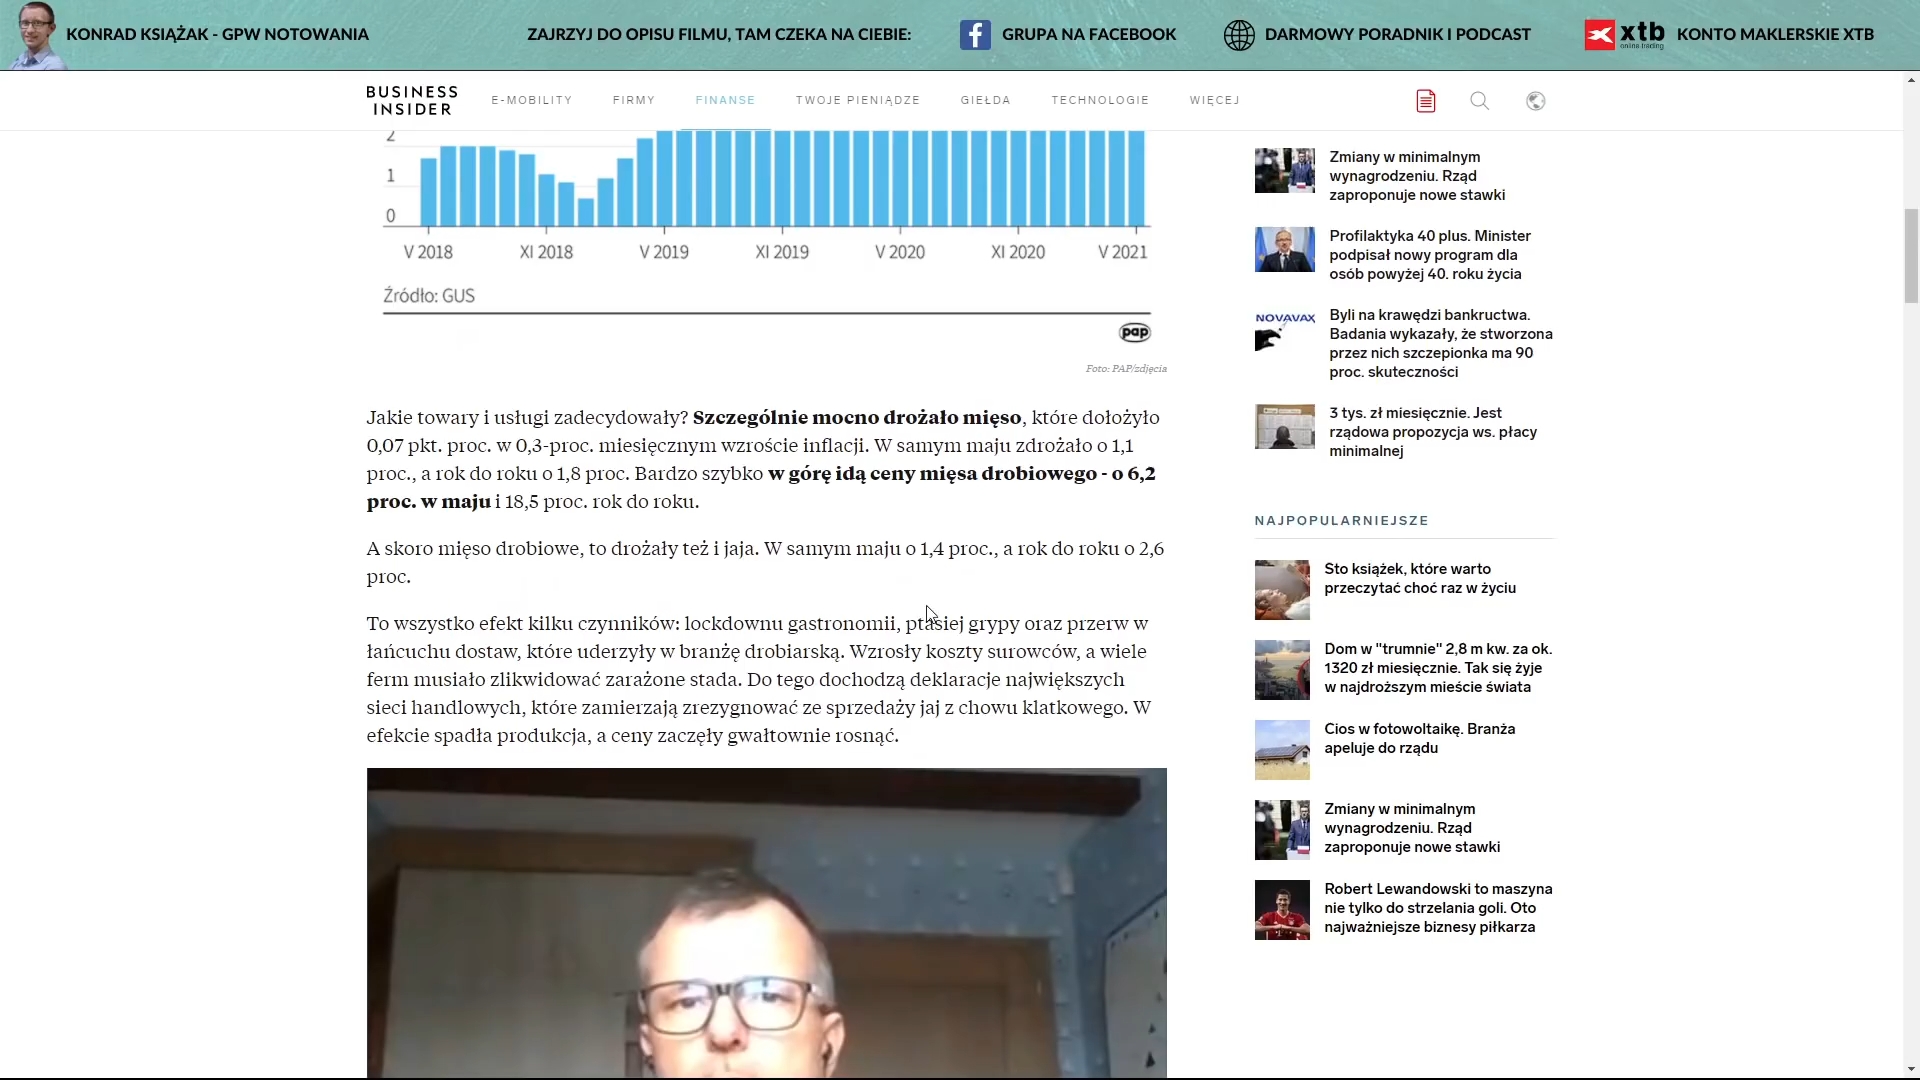 KONRAD KSIĄŻAK - GPW NOTOWANIA
ZAJRZYJ DO OPISU FILMU, TAM CZEKA NA CIEBIE:
GRUPA NA FACEBOOK
DARMOWY PORADNIK I PODCAST
xtb
online trading
KONTO MAKLERSKIE XTB
BUSINESS
INSIDER
E-MOBILITY
FIRMY
FINANSE
TWOJE PIENIĄDZE
GIEŁDA
TECHNOLOGIE
WIĘCEJ
2
1
0
V 2018
XI 2018
V 2019
XI 2019
V 2020
XI 2020
V 2021
Źródło: GUS
pap
Foto: PAP/zdjęcia
Jakie towary i usługi zadecydowały? Szczególnie mocno drożało mięso, które dołożyło
0,07 pkt. proc. w 0,3-proc. miesięcznym wzroście inflacji. W samym maju zdrożało o 1,1
proc., a rok do roku o 1,8 proc. Bardzo szybko w górę idą ceny mięsa drobiowego - o 6,2
proc. w maju i 18,5 proc. rok do roku.
A skoro mięso drobiowe, to drożały też i jaja. W samym maju o 1,4 proc., a rok do roku o 2,6
proc.
To wszystko efekt kilku czynników: lockdownu gastronomii, ptasiej grypy oraz przerw w
łańcuchu dostaw, które uderzyły w branżę drobiarską. Wzrosły koszty surowców, a wiele
ferm musiało zlikwidować zarażone stada. Do tego dochodzą deklaracje największych
sieci handlowych, które zamierzają zrezygnować ze sprzedaży jaj z chowu klatkowego. W
efekcie spadła produkcja, a ceny zaczęły gwałtownie rosnąć.
Zmiany w minimalnym
wynagrodzeniu. Rząd
zaproponuje nowe stawki
Profilaktyka 40 plus. Minister
podpisał nowy program dla
osób powyżej 40. roku życia
NOVAVAX
Byli na krawędzi bankructwa.
Badania wykazały, że stworzona
przez nich szczepionka ma 90
proc. skuteczności
3 tys. zł miesięcznie. Jest
rządowa propozycja ws. płacy
minimalnej
NAJPOPULARNIEJSZE
Sto książek, które warto
przeczytać choć raz w życiu
Dom w "trumnie" 2,8 m kw. za ok.
1320 zł miesięcznie. Tak się żyje
w najdroższym mieście świata
Cios w fotowoltaikę. Branża
apeluje do rządu
Zmiany w minimalnym
wynagrodzeniu. Rząd
zaproponuje nowe stawki
Robert Lewandowski to maszyna
nie tylko do strzelania goli. Oto
najważniejsze biznesy piłkarza